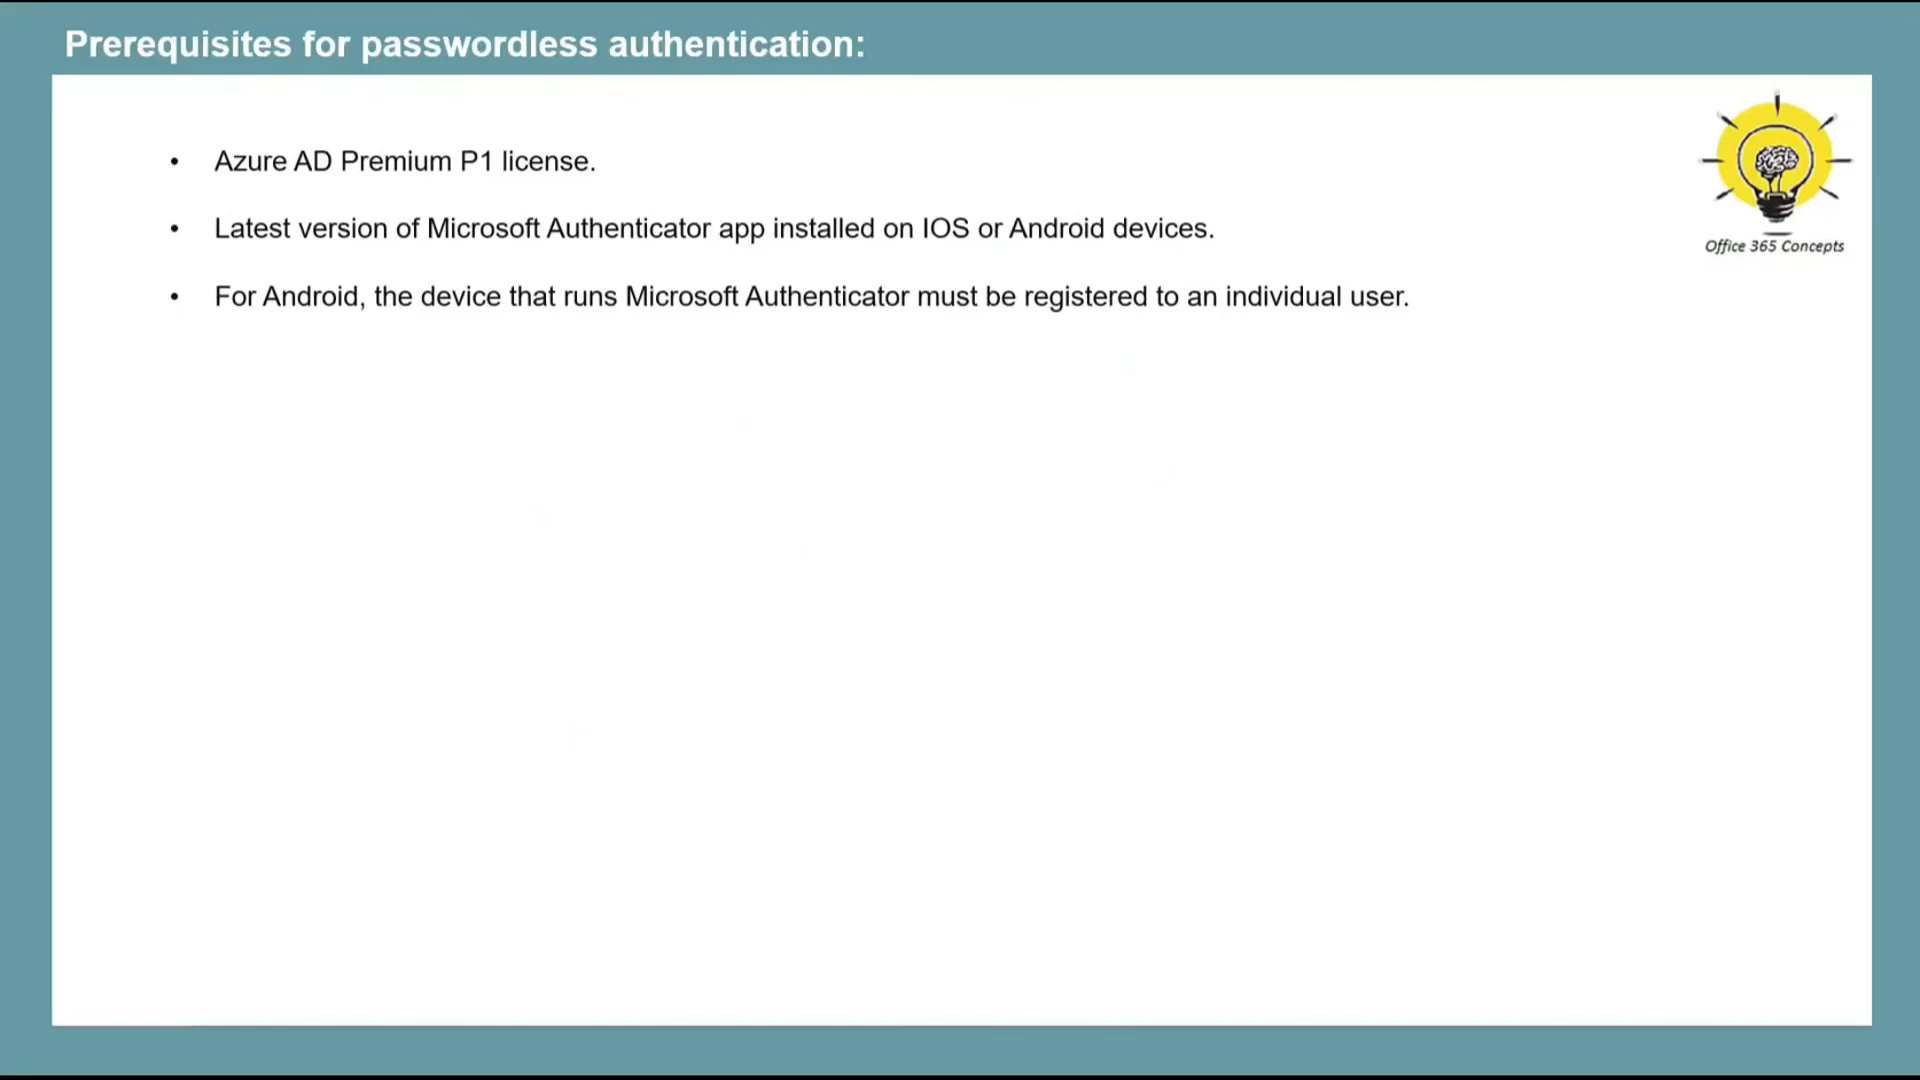 Prerequisites for passwordless authentication:
• Azure AD Premium P1 license.
• Latest version of Microsoft Authenticator app installed on IOS or Android devices.
• For Android, the device that runs Microsoft Authenticator must be registered to an individual user.
Office 365 Concepts